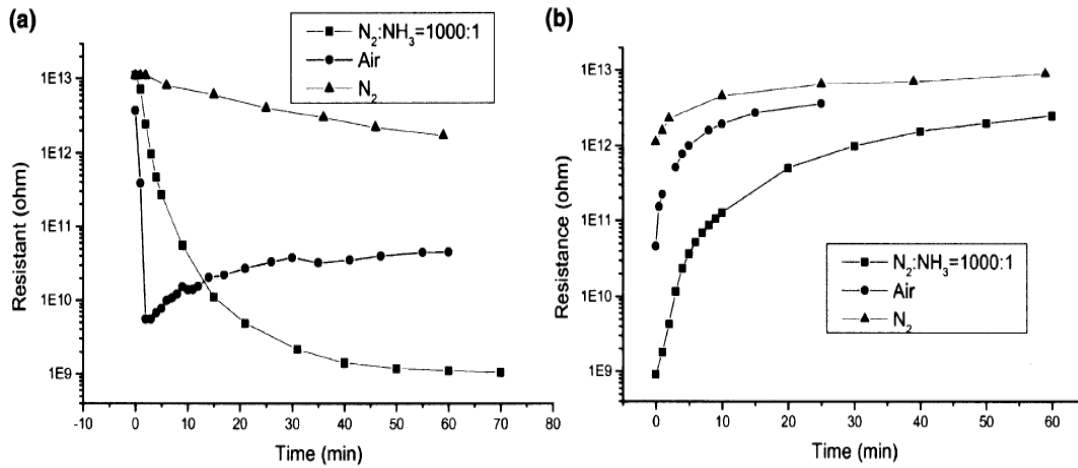 (a)
N2:NH3=1000:1
Air
N2
1E13
1E12
1E11
1E10
1E9
Resistant (ohm)
-10 0 10 20 30 40 50 60 70 80
Time (min)
(b)
1E13
1E12
1E11
1E10
1E9
Resistance (ohm)
N2:NH3=1000:1
Air
N2
0 10 20 30 40 50 60
Time (min)